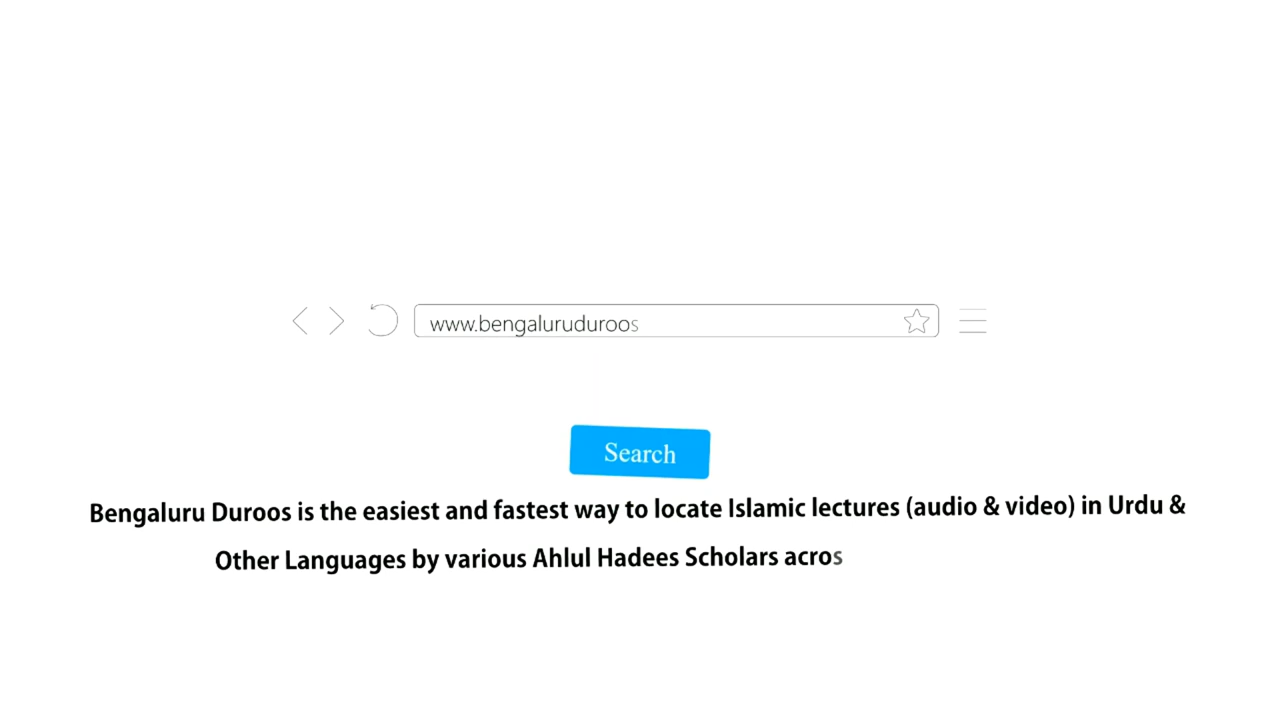 www.bengaluruduroos
Search
Bengaluru Duroos is the easiest and fastest way to locate Islamic lectures (audio & video) in Urdu &
Other Languages by various Ahlul Hadees Scholars acros